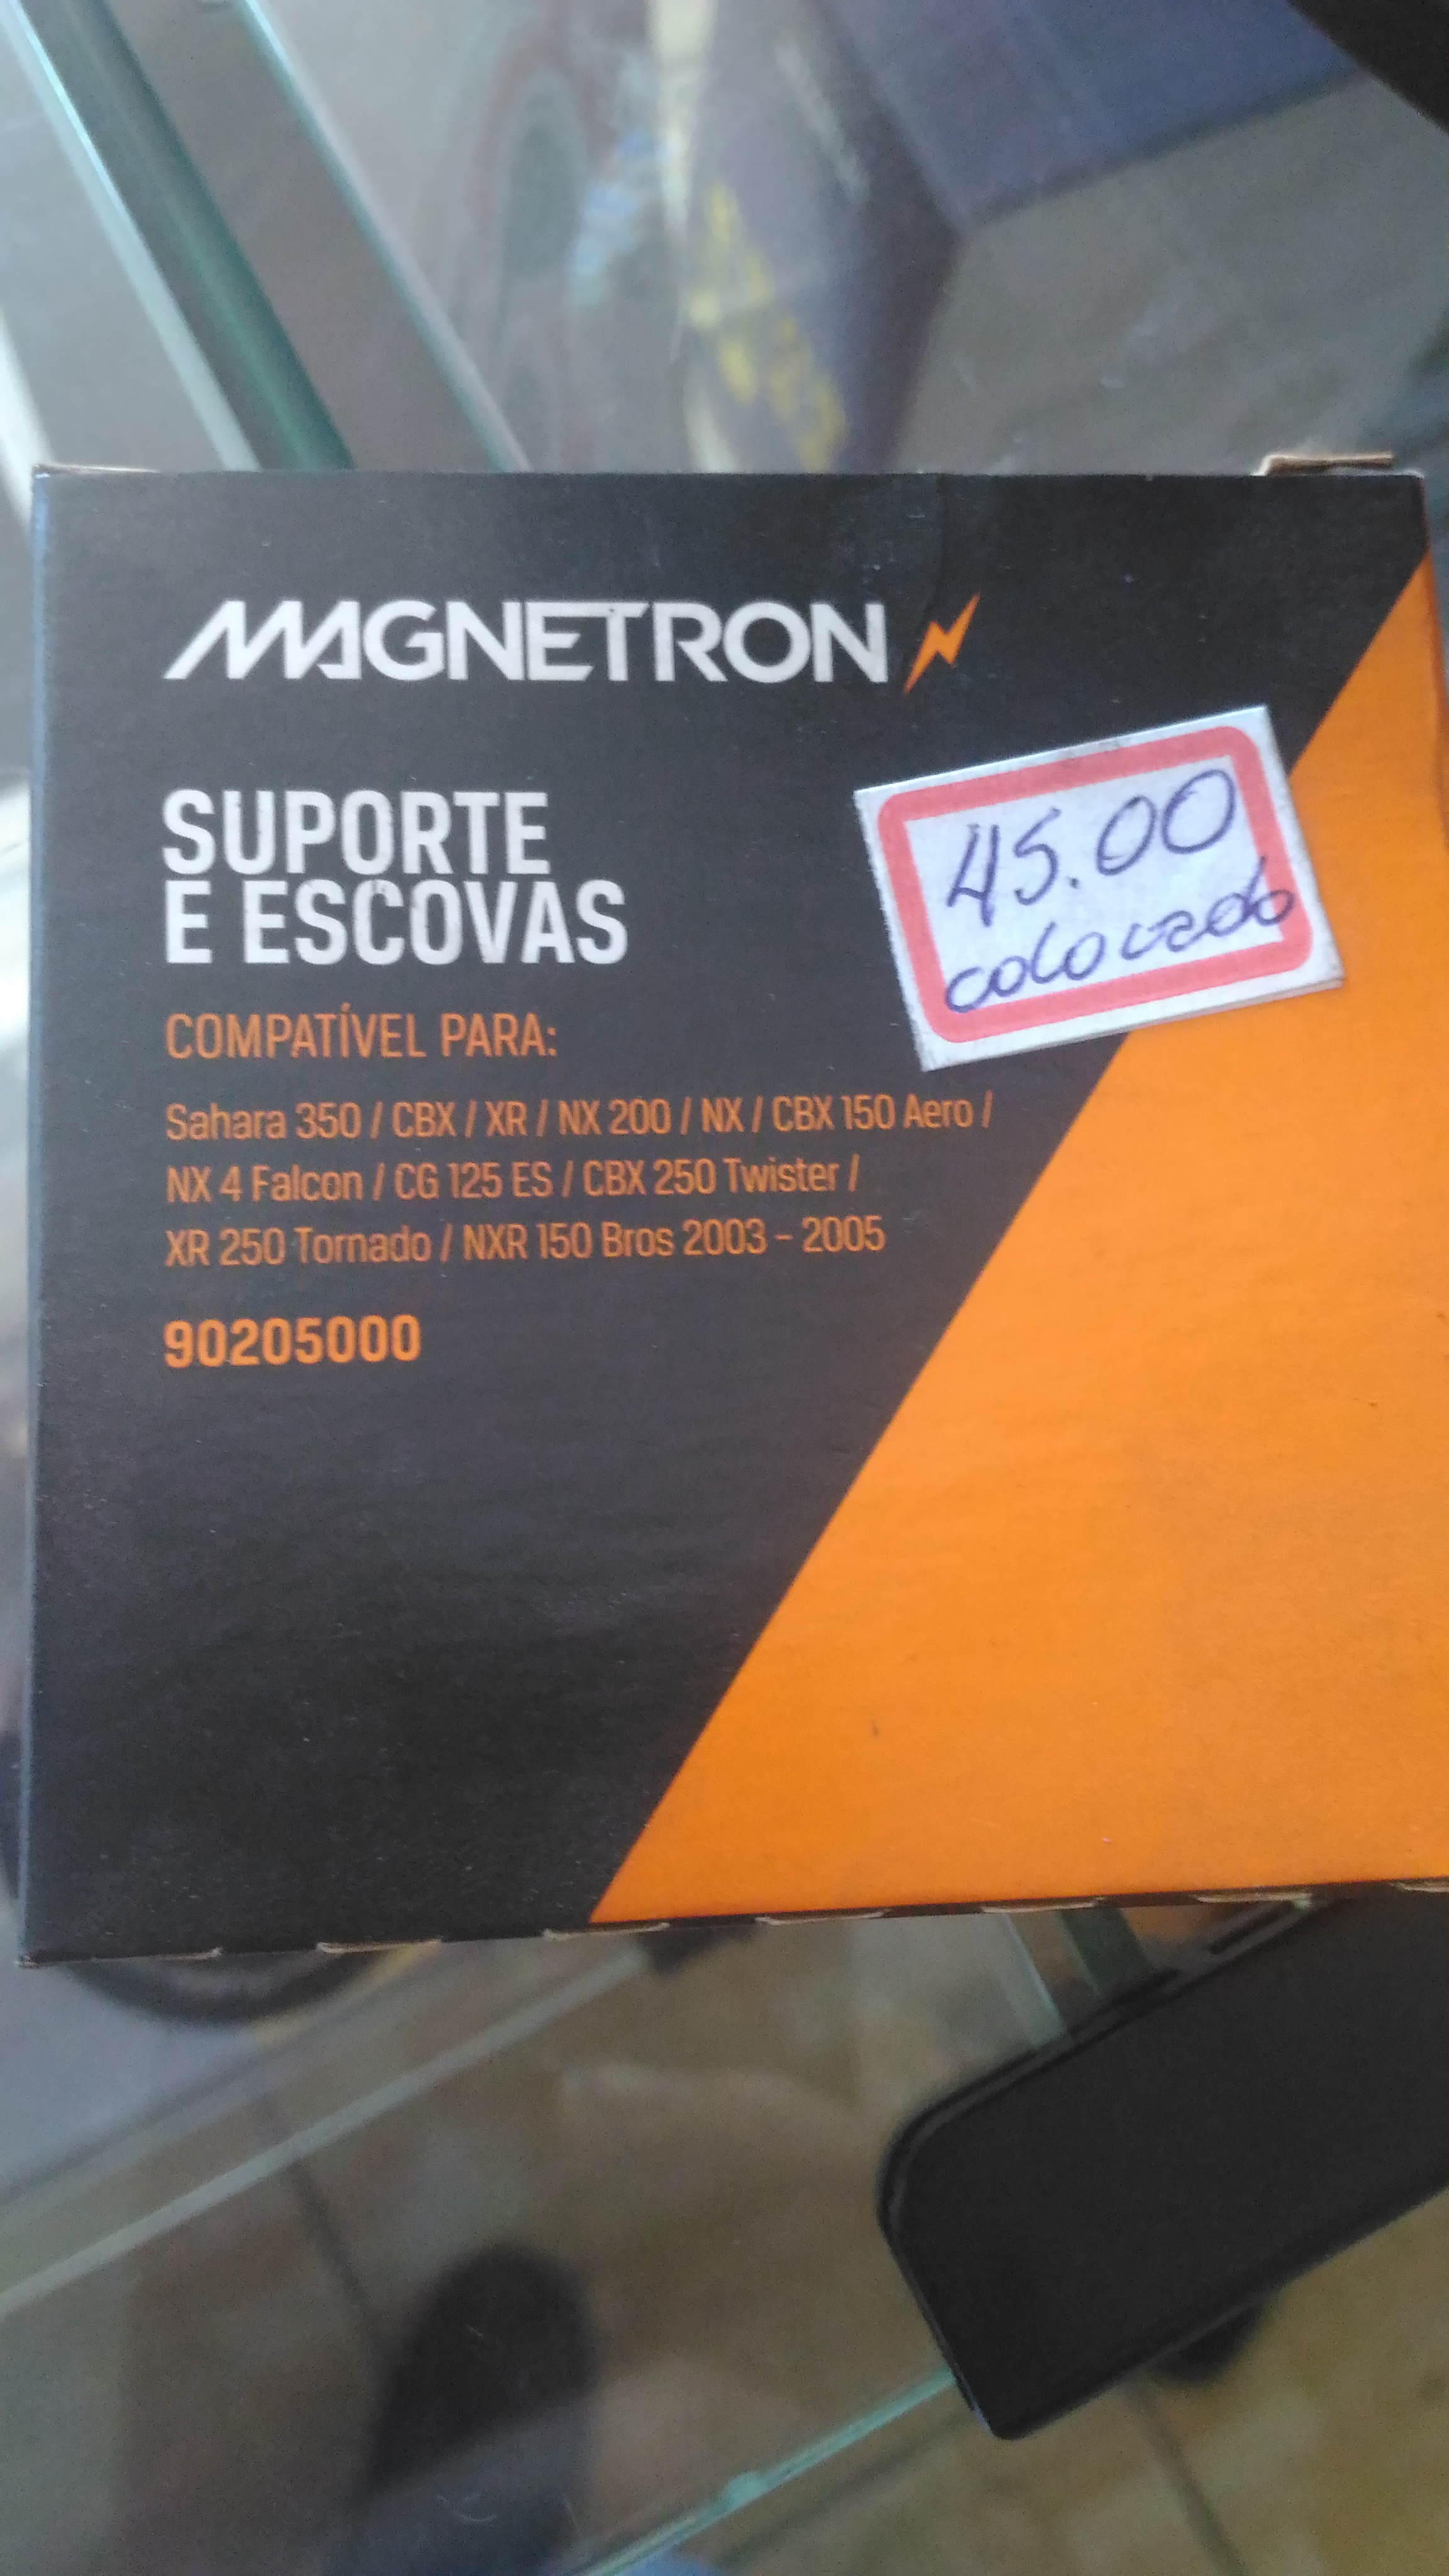 MAGNETRON
SUPORTE
E ESCOVAS
45.00
colocado
COMPATÍVEL PARA:
Sahara 350 / CBX / XR / NX 200 / NX / CBX 150 Aero /
NX 4 Falcon / CG 125 ES / CBX 250 Twister /
XR 250 Tornado / NXR 150 Bros 2003 - 2005
90205000